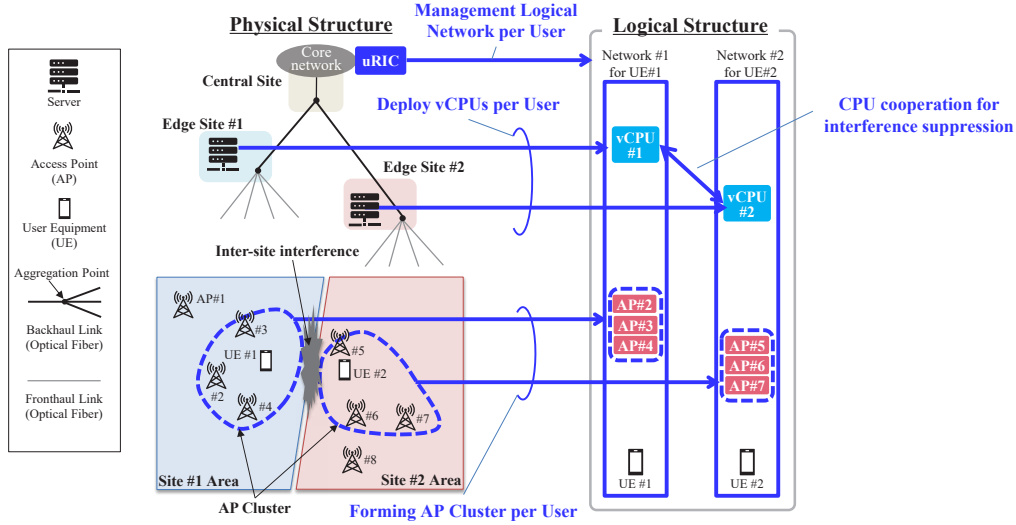 Physical Structure
Management Logical
Network per User
Logical Structure
Core
network
uRIC
Central Site
Network #1
for UE#1
Network #2
for UE#2
Server
Access Point
(AP)
User Equipment
(UE)
Aggregation Point
Backhaul Link
(Optical Fiber)
Fronthaul Link
(Optical Fiber)
Deploy vCPUs per User
CPU cooperation for
interference suppression
Edge Site #1
Edge Site #2
vCPU
#1
vCPU
#2
Inter-site interference
AP#1
#3
UE #1
#2
#4
#5
UE #2
#6
#7
#8
Site #1 Area
Site #2 Area
AP Cluster
Forming AP Cluster per User
AP#2
AP#3
AP#4
AP#5
AP#6
AP#7
UE #1
UE #2